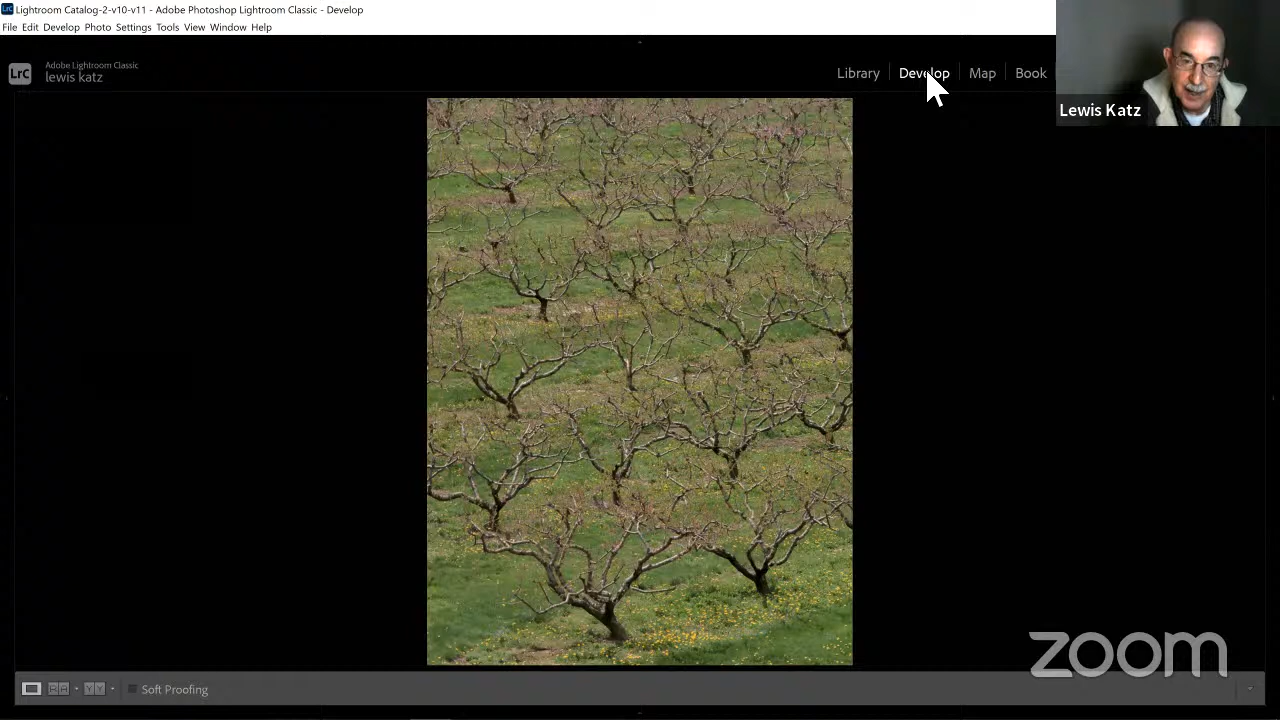 Lightroom Catalog-2-v10-v11 - Adobe Photoshop Lightroom Classic - Develop
File Edit Develop Photo Settings Tools View Window Help
LrC
Adobe Lightroom Classic
lewis katz
Library
Develop
Map
Book
Lewis Katz
zoom
Soft Proofing